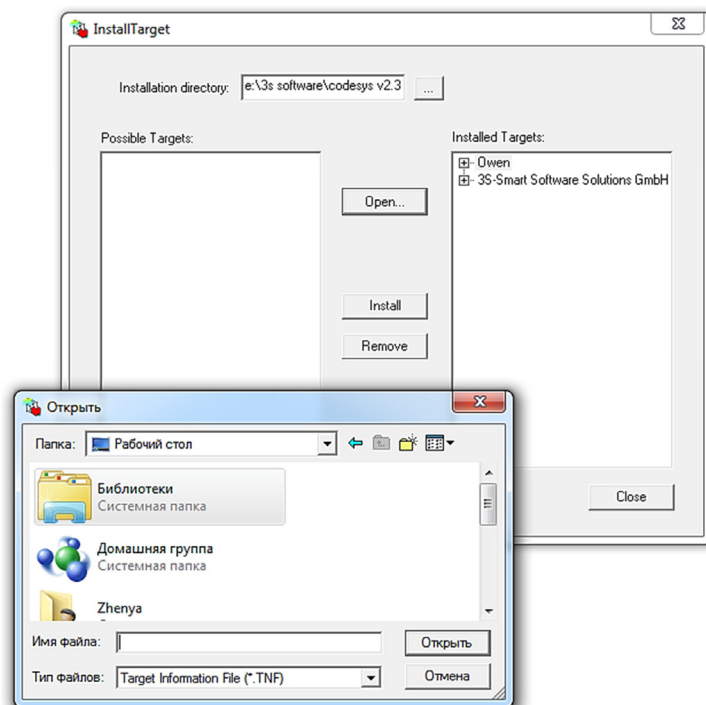 InstallTarget
Installation directory: e:\3s software\codesys v2.3 ...
Possible Targets:
Installed Targets:
Owen
3S-Smart Software Solutions GmbH
Open...
Install
Remove
Close
Открыть
Папка: Рабочий стол
Библиотеки
Системная папка
Домашняя группа
Системная папка
Zhenya
Имя файла:
Открыть
Тип файлов: Target Information File (*.TNF)
Отмена